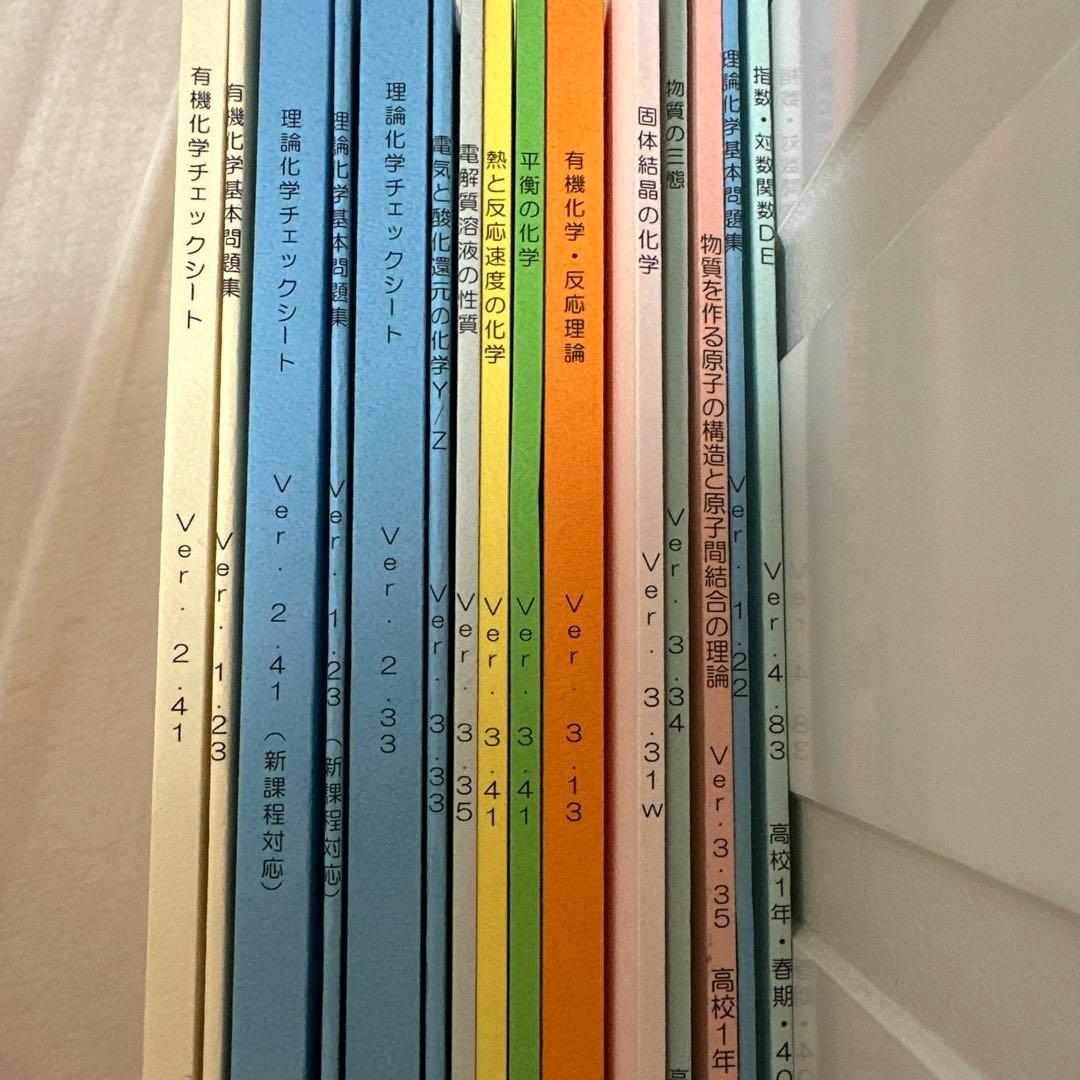 有機化学チェックシート Ver. 2.41
有機化学基本問題集 Ver. 1.23
理論化学チェックシート Ver. 2.41（新課程対応）
理論化学基本問題集 Ver. 1.23（新課程対応）
理論化学チェックシート Ver. 2.33
電気と酸化還元の化学Y/Z Ver. 3.33
電解質溶液の性質 Ver. 3.35
熱と反応速度の化学 Ver. 3.41
平衡の化学 Ver. 3.41
有機化学・反応理論 Ver. 3.13
固体結晶の化学 Ver. 3.31w
物質の三態 Ver. 3.34 高
物質を作る原子の構造と原子間結合の理論 Ver.3.35 高校1年
理論化学基本問題集 Ver. 1.22
指数・対数関数DE Ver. 4.83 高校1年・春期・40